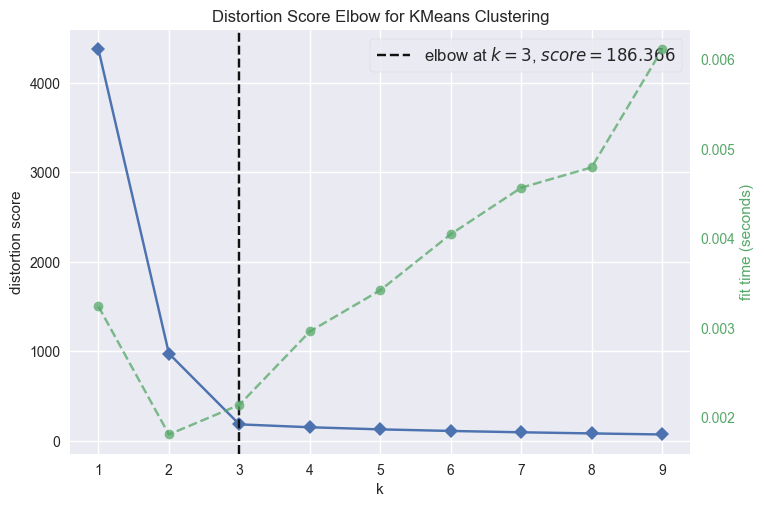 Distortion Score Elbow for KMeans Clustering
elbow at k = 3, score = 186.366
distortion score
4000
3000
2000
1000
0
0.006
0.005
0.004
0.003
0.002
fit time (seconds)
1 2 3 4 5 6 7 8 9
k